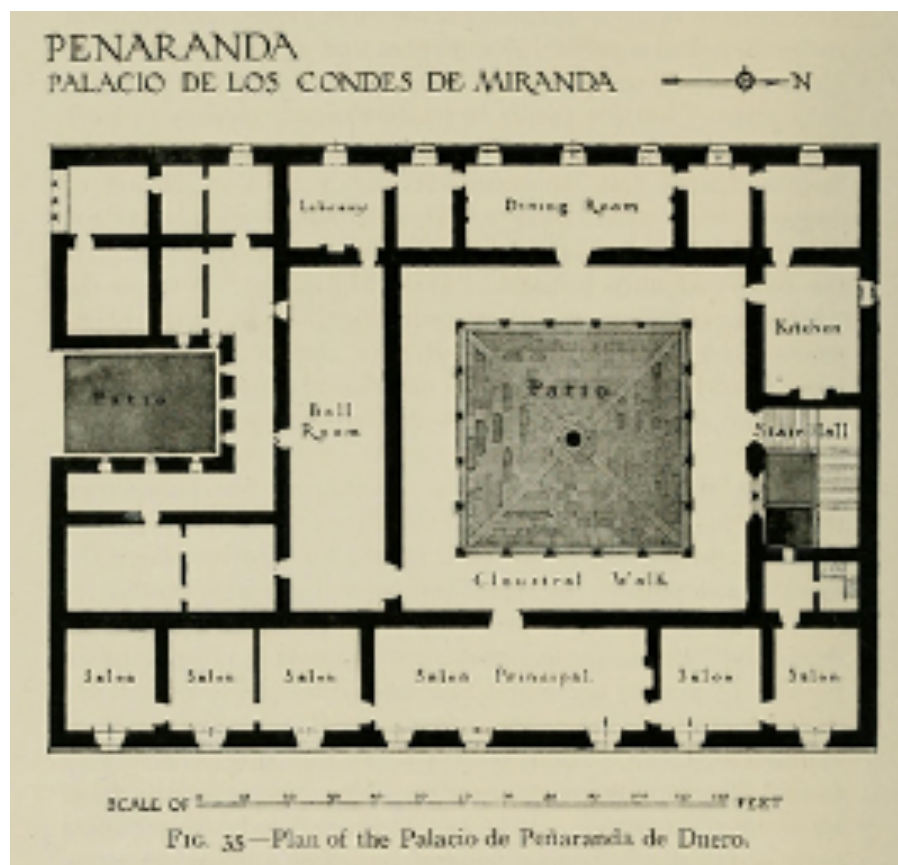 PENARANDA
PALACIO DE LOS CONDES DE MIRANDA
N
Library
Dining Room
Kitchen
Patio
Patio
Ball
Room
Stair Hall
Claustral Walk
Salon
Salon
Salon
Salon Principal
Salon
Salon
SCALE OF
FEET
FIG. 35—Plan of the Palacio de Peñaranda de Duero.